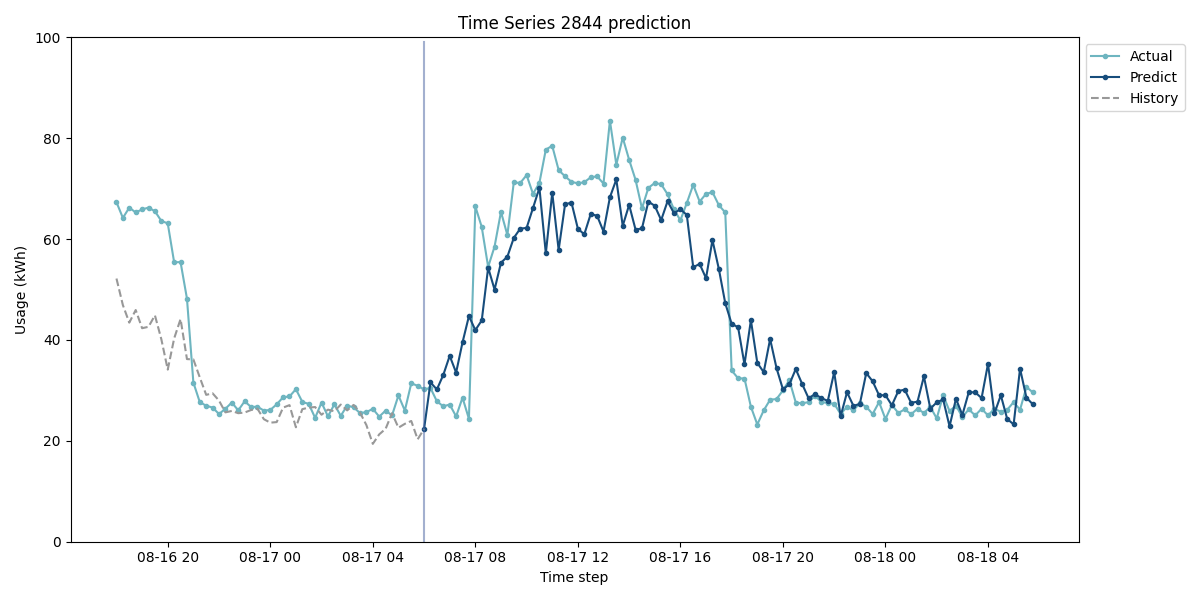 Time Series 2844 prediction
100
80
60
40
20
0
Usage (kWh)
08-16 20
08-17 00
08-17 04
08-17 08
08-17 12
08-17 16
08-17 20
08-18 00
08-18 04
Time step
Actual
Predict
History